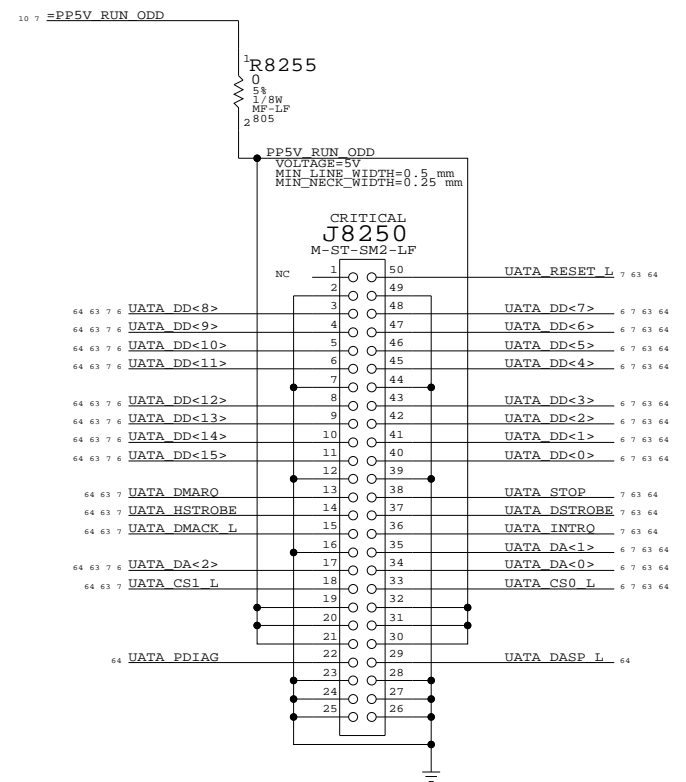 10 7 =PP5V_RUN_ODD
1
R8255
0
5%
1/8W
MF-LF
805
2
PP5V_RUN_ODD
VOLTAGE=5V
MIN_LINE_WIDTH=0.5 mm
MIN_NECK_WIDTH=0.25 mm
CRITICAL
J8250
M-ST-SM2-LF
NC 1 50 UATA_RESET_L 7 63 64
2 49
64 63 7 6 UATA_DD<8> 3 48 UATA_DD<7> 6 7 63 64
64 63 7 6 UATA_DD<9> 4 47 UATA_DD<6> 6 7 63 64
64 63 7 6 UATA_DD<10> 5 46 UATA_DD<5> 6 7 63 64
64 63 7 6 UATA_DD<11> 6 45 UATA_DD<4> 6 7 63 64
7 44
64 63 7 6 UATA_DD<12> 8 43 UATA_DD<3> 6 7 63 64
64 63 7 6 UATA_DD<13> 9 42 UATA_DD<2> 6 7 63 64
64 63 7 6 UATA_DD<14> 10 41 UATA_DD<1> 6 7 63 64
64 63 7 6 UATA_DD<15> 11 40 UATA_DD<0> 6 7 63 64
12 39
64 63 7 UATA_DMARQ 13 38 UATA_STOP 7 63 64
64 63 7 UATA_HSTROBE 14 37 UATA_DSTROBE 7 63 64
64 63 7 UATA_DMACK_L 15 36 UATA_INTRQ 7 63 64
16 35 UATA_DA<1> 6 7 63 64
64 63 7 6 UATA_DA<2> 17 34 UATA_DA<0> 6 7 63 64
64 63 7 UATA_CS1_L 18 33 UATA_CS0_L 6 7 63 64
19 32
20 31
21 30
64 UATA_PDIAG 22 29 UATA_DASP_L 64
23 28
24 27
25 26